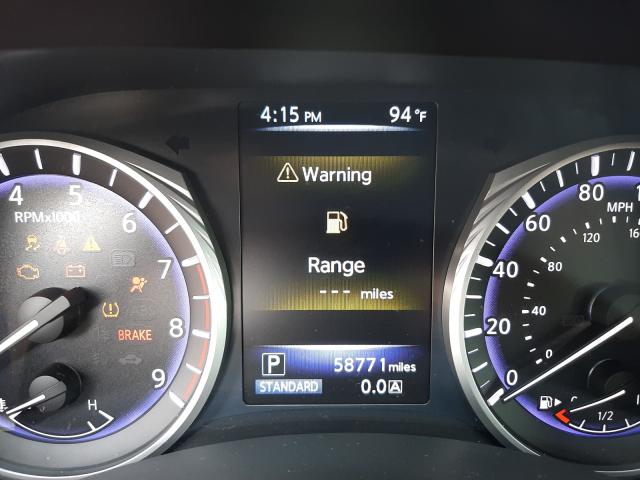 4:15 PM 94 °F
Warning
Range
--- miles
P 58771 miles
STANDARD 0.0 A
4 5 6 7 8 9
RPMx1000
BRAKE
H
0 20 40 60 80
MPH
0 40 80 120
1/2